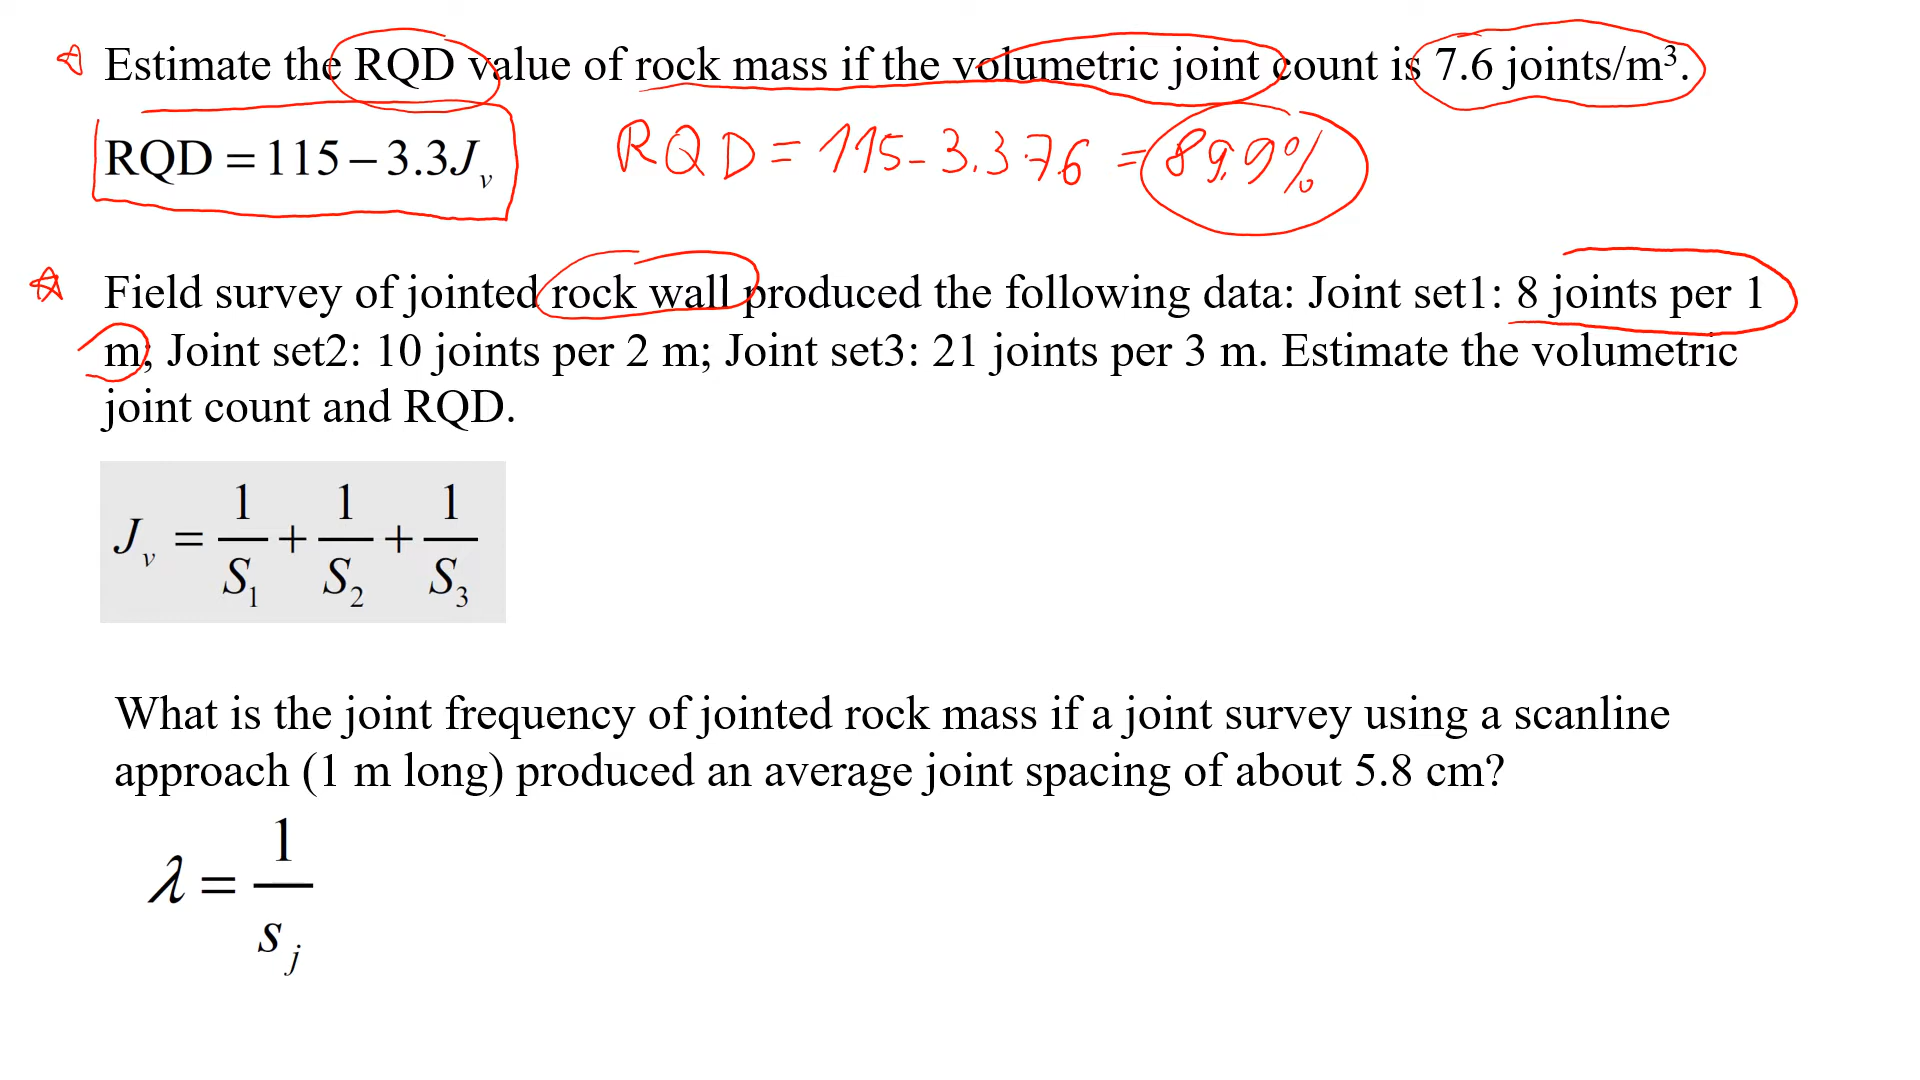 Estimate the RQD value of rock mass if the volumetric joint count is 7.6 joints/m³.
RQD = 115 – 3.3Jᵥ
RQD = 115 - 3.3·7.6 = 89.9%
Field survey of jointed rock wall produced the following data: Joint set1: 8 joints per 1
m; Joint set2: 10 joints per 2 m; Joint set3: 21 joints per 3 m. Estimate the volumetric
joint count and RQD.
Jᵥ = 1/S₁ + 1/S₂ + 1/S₃
What is the joint frequency of jointed rock mass if a joint survey using a scanline
approach (1 m long) produced an average joint spacing of about 5.8 cm?
λ = 1/sⱼ